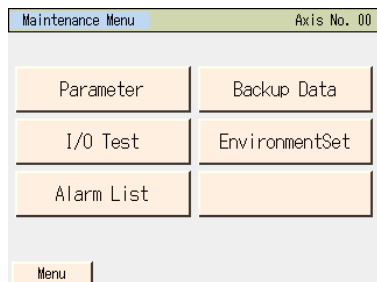 Maintenance Menu Axis No. 00
Parameter Backup Data
I/O Test EnvironmentSet
Alarm List
Menu